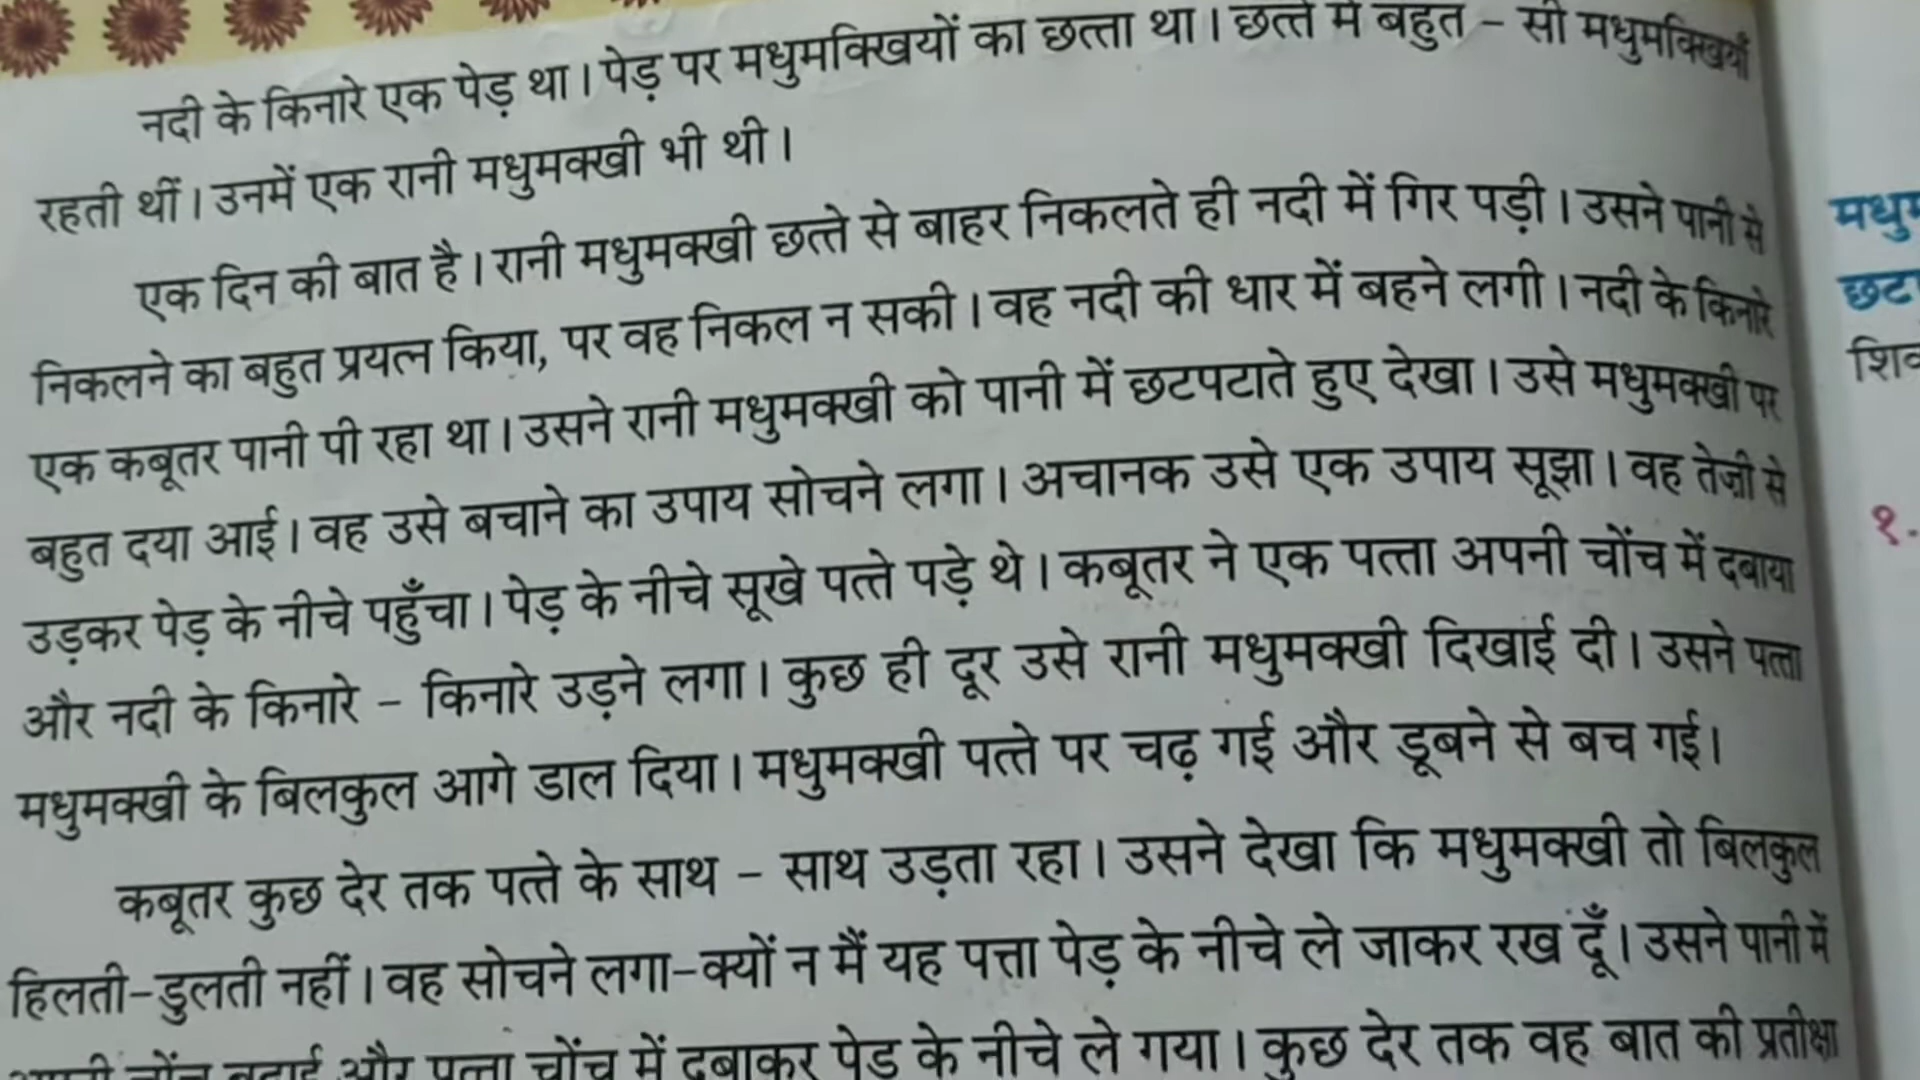 नदी के किनारे एक पेड़ था। पेड़ पर मधुमक्खियों का छत्ता था। छत्ते में बहुत – सी मधुमक्खियाँ
रहती थीं। उनमें एक रानी मधुमक्खी भी थी।
एक दिन की बात है। रानी मधुमक्खी छत्ते से बाहर निकलते ही नदी में गिर पड़ी। उसने पानी से
निकलने का बहुत प्रयत्न किया, पर वह निकल न सकी। वह नदी की धार में बहने लगी। नदी के किनारे
एक कबूतर पानी पी रहा था। उसने रानी मधुमक्खी को पानी में छटपटाते हुए देखा। उसे मधुमक्खी पर
बहुत दया आई। वह उसे बचाने का उपाय सोचने लगा। अचानक उसे एक उपाय सूझा। वह तेज़ी से
उड़कर पेड़ के नीचे पहुँचा। पेड़ के नीचे सूखे पत्ते पड़े थे। कबूतर ने एक पत्ता अपनी चोंच में दबाया
और नदी के किनारे – किनारे उड़ने लगा। कुछ ही दूर उसे रानी मधुमक्खी दिखाई दी। उसने पत्ता
मधुमक्खी के बिलकुल आगे डाल दिया। मधुमक्खी पत्ते पर चढ़ गई और डूबने से बच गई।
कबूतर कुछ देर तक पत्ते के साथ – साथ उड़ता रहा। उसने देखा कि मधुमक्खी तो बिलकुल
हिलती-डुलती नहीं। वह सोचने लगा-क्यों न मैं यह पत्ता पेड़ के नीचे ले जाकर रख दूँ। उसने पानी में
अपनी चोंच बढ़ाई और पत्ता चोंच में दबाकर पेड़ के नीचे ले गया। कुछ देर तक वह बात की प्रतीक्षा
१.